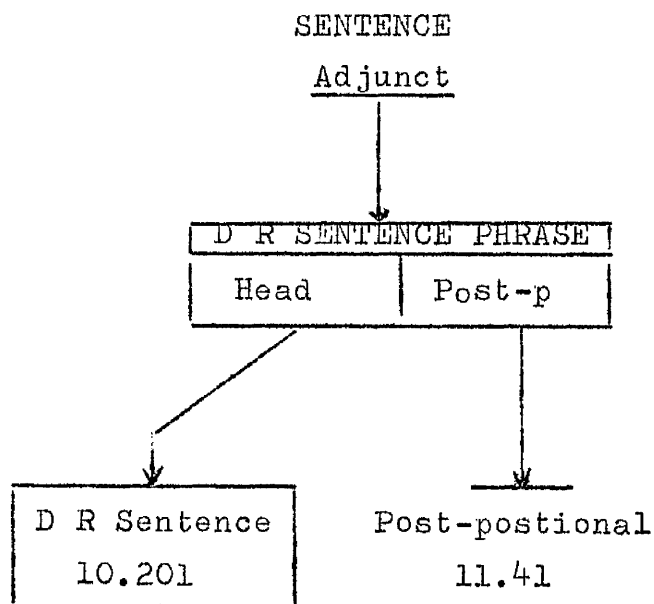 SENTENCE
Adjunct
D R SENTENCE PHRASE
Head Post-p
D R Sentence Post-postional
10.201 11.41